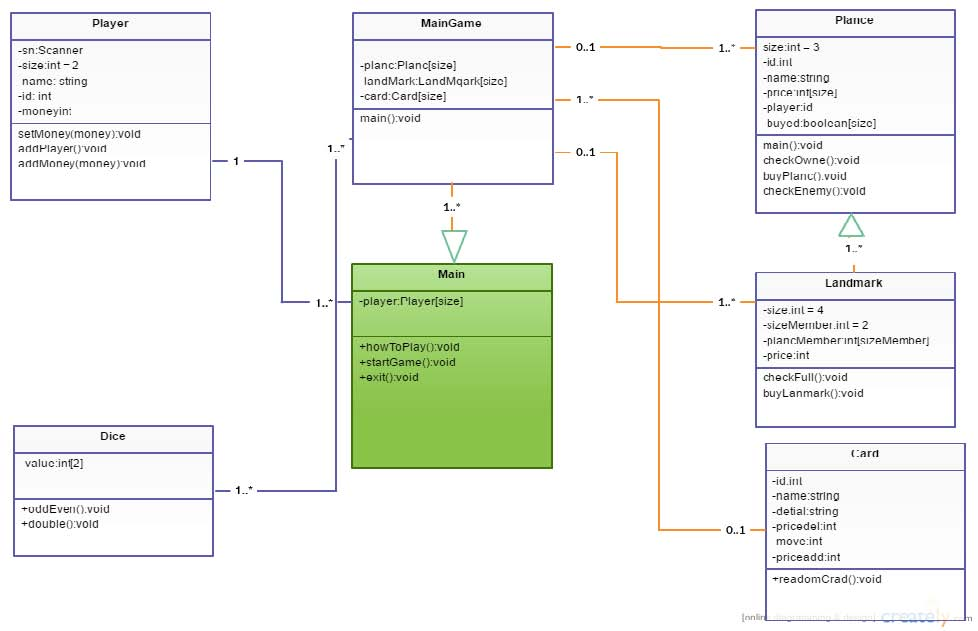 Player
-sn:Scanner
-size:int = 2
name: string
-id: int
-moneyint
setMoney(money):void
addPlayer():void
addMoney(money):void
MainGame
-planc:Planc[size]
landMark:LandMqark[size]
-card:Card[size]
main():void
Plance
size:int = 3
-id.int
-name:string
-price:int[size]
-player:id
buyed:boolean[size]
main():void
checkOwne():void
buyPlanc().void
checkEnemy():void
0..1
1..*
1..*
0..1
1..*
1
1..*
1..*
1..*
1..*
Main
-player:Player[size]
+howToPlay():void
+startGame():void
+exit():void
Landmark
-size.int = 4
-sizeMember.int = 2
-plancMember:int[sizeMember]
-price:int
checkFull():void
buyLanmark():void
Dice
value:int[2]
+oddEven().void
+double():void
1..*
0..1
Card
-id.int
-name:string
-detial:string
-pricedel:int
move:int
-priceadd:int
+readomCrad():void
creately.com